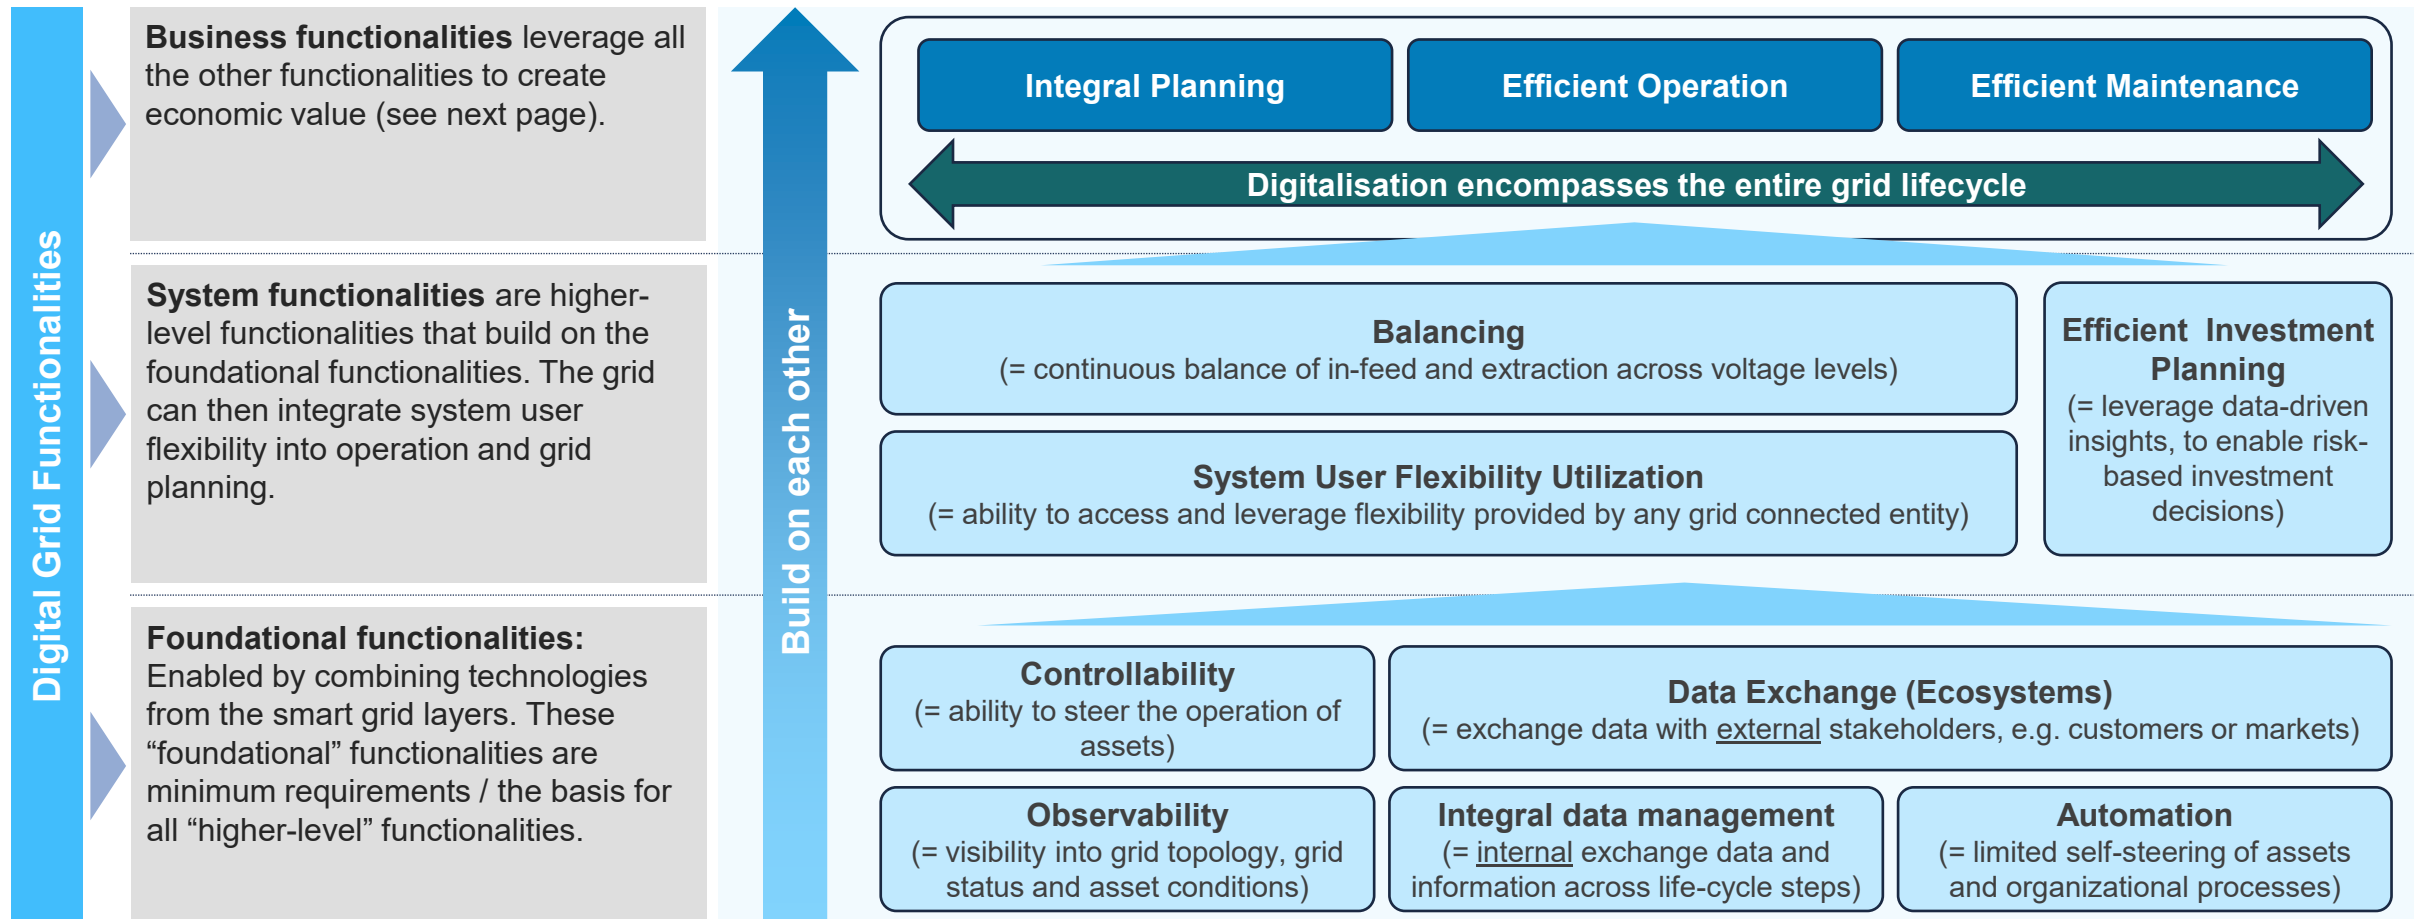 Digital Grid Functionalities
Business functionalities leverage all
the other functionalities to create
economic value (see next page).
System functionalities are higher-
level functionalities that build on the
foundational functionalities. The grid
can then integrate system user
flexibility into operation and grid
planning.
Foundational functionalities:
Enabled by combining technologies
from the smart grid layers. These
“foundational” functionalities are
minimum requirements / the basis for
all “higher-level” functionalities.
Build on each other
Integral Planning
Efficient Operation
Efficient Maintenance
Digitalisation encompasses the entire grid lifecycle
Balancing
(= continuous balance of in-feed and extraction across voltage levels)
System User Flexibility Utilization
(= ability to access and leverage flexibility provided by any grid connected entity)
Efficient  Investment
Planning
(= leverage data-driven
insights, to enable risk-
based investment
decisions)
Controllability
(= ability to steer the operation of
assets)
Data Exchange (Ecosystems)
(= exchange data with external stakeholders, e.g. customers or markets)
Observability
(= visibility into grid topology, grid
status and asset conditions)
Integral data management
(= internal exchange data and
information across life-cycle steps)
Automation
(= limited self-steering of assets
and organizational processes)